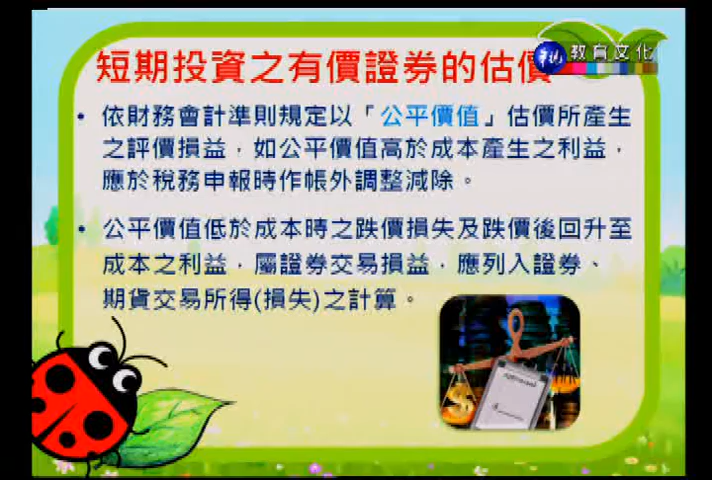 短期投資之有價證券的估價
教育文化
• 依財務會計準則規定以「公平價值」估價所產生
之評價損益，如公平價值高於成本產生之利益，
應於稅務申報時作帳外調整減除。
• 公平價值低於成本時之跌價損失及跌價後回升至
成本之利益，屬證券交易損益，應列入證券、
期貨交易所得(損失)之計算。